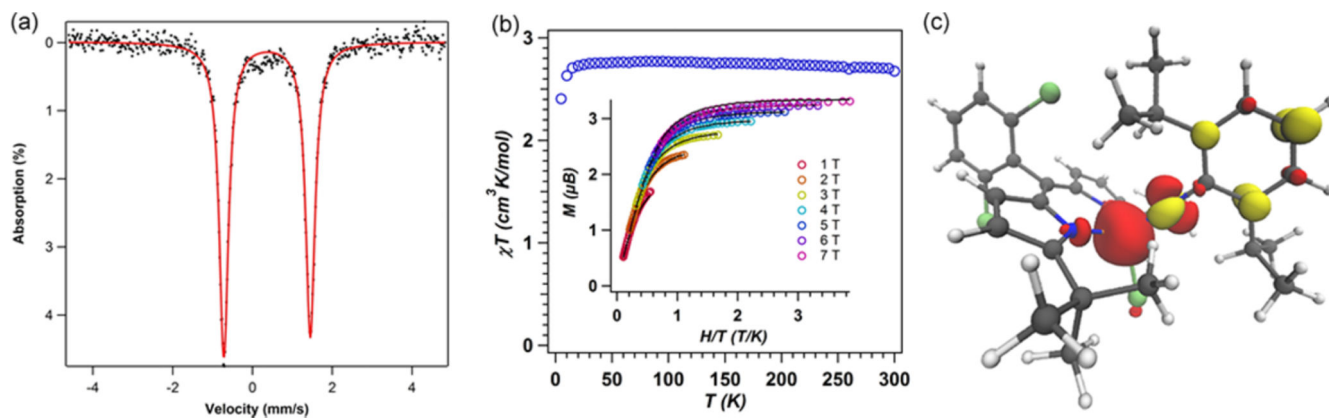 (a)
0
1
2
3
4
Absorption (%)
-4
-2
0
2
4
Velocity (mm/s)
(b)
3
2
1
0
χT (cm³ K/mol)
0
50
100
150
200
250
300
T (K)
3
2
1
0
M (μB)
0
1
2
3
H/T (T/K)
1 T
2 T
3 T
4 T
5 T
6 T
7 T
(c)